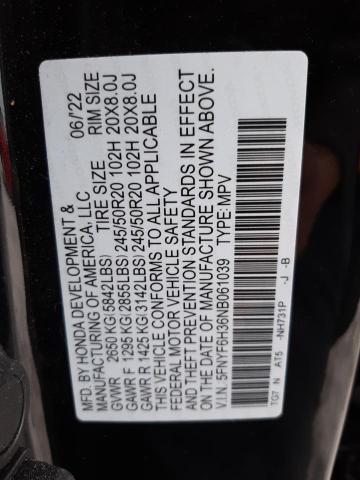 MFD. BY HONDA DEVELOPMENT & 06/22
MANUFACTURING OF AMERICA, LLC
TIRE SIZE RIM SIZE
GVWR 2650 KG(5842LBS)
GAWR F 1295 KG(2855LBS) 245/50R20 102H 20X8.0J
GAWR R 1425 KG(3142LBS) 245/50R20 102H 20X8.0J
THIS VEHICLE CONFORMS TO ALL APPLICABLE
FEDERAL MOTOR VEHICLE SAFETY
AND THEFT PREVENTION STANDARDS IN EFFECT
ON THE DATE OF MANUFACTURE SHOWN ABOVE.
V.I.N. 5FNYF6H36NB061039 TYPE: MPV
TG7 N AT5 -NH731P - J - B